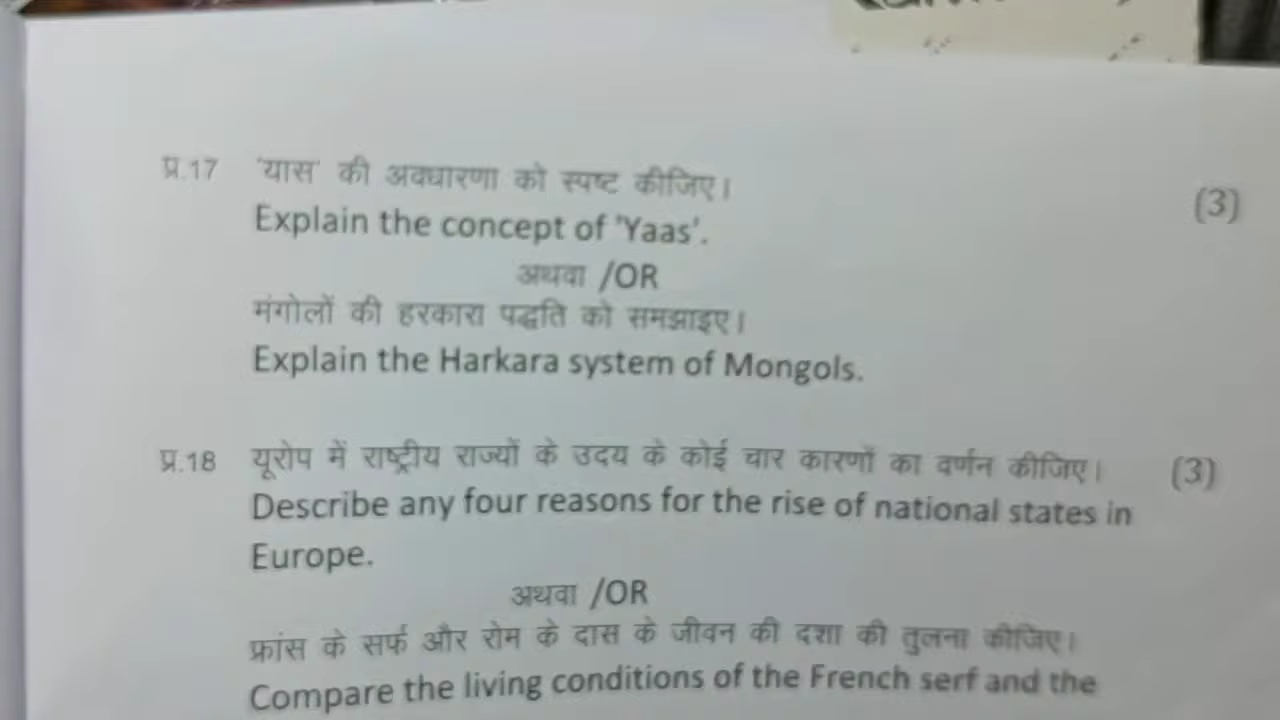 प्र.17 'यास' की अवधारणा को स्पष्ट कीजिए। (3)
Explain the concept of 'Yaas'.
अथवा /OR
मंगोलों की हरकारा पद्धति को समझाइए।
Explain the Harkara system of Mongols.
प्र.18 यूरोप में राष्ट्रीय राज्यों के उदय के कोई चार कारणों का वर्णन कीजिए। (3)
Describe any four reasons for the rise of national states in
Europe.
अथवा /OR
फ्रांस के सर्फ और रोम के दास के जीवन की दशा की तुलना कीजिए।
Compare the living conditions of the French serf and the